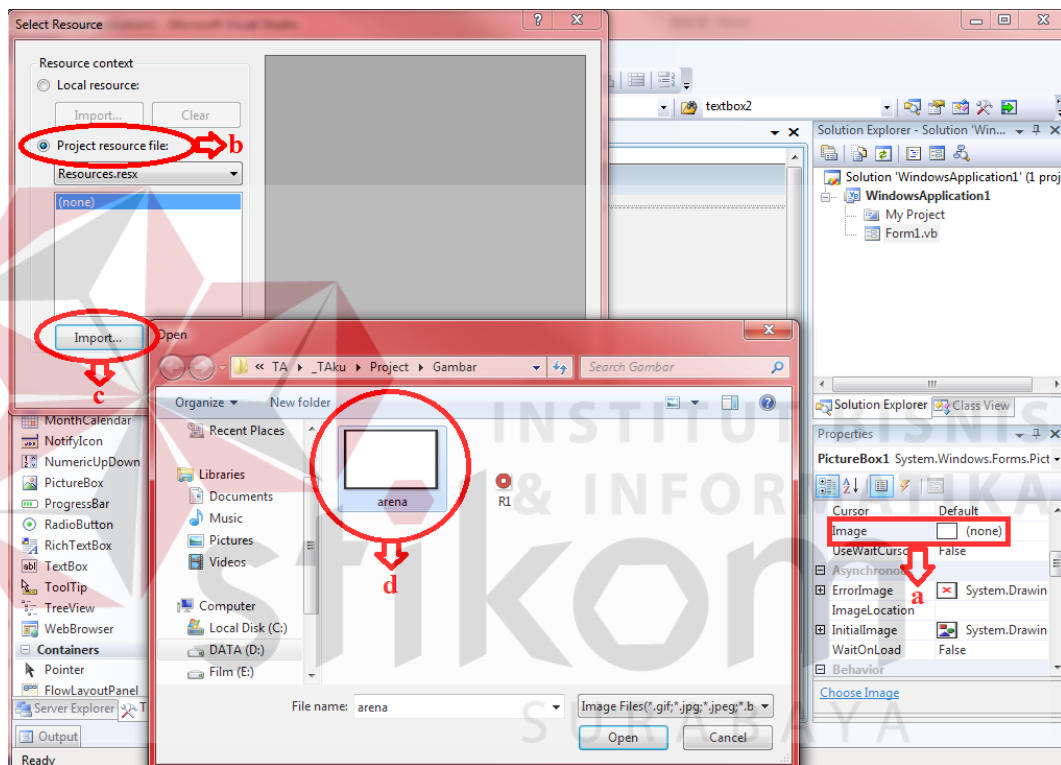 Select Resource
Resource context
Local resource:
Import...
Clear
Project resource file:
b
Resources.resx
(none)
Import...
c
textbox2
Solution Explorer - Solution 'Win...
Solution 'WindowsApplication1' (1 proj
WindowsApplication1
My Project
Form1.vb
Solution Explorer
Class View
Open
« TA
_TAku
Project
Gambar
Search Gambar
Organize
New folder
Recent Places
Libraries
Documents
Music
Pictures
Videos
Computer
Local Disk (C:)
DATA (D:)
Film (E:)
arena
R1
d
File name:
arena
Image Files(*.gif;*.jpg;*.jpeg;*.b
Open
Cancel
MonthCalendar
NotifyIcon
NumericUpDown
PictureBox
ProgressBar
RadioButton
RichTextBox
TextBox
ToolTip
TreeView
WebBrowser
Containers
Pointer
FlowLayoutPanel
Server Explorer
T
Output
Ready
Properties
PictureBox1 System.Windows.Forms.Pict
Cursor Default
Image (none)
UseWaitCurso False
Asynchronou
a
ErrorImage System.Drawin
ImageLocation
InitialImage System.Drawin
WaitOnLoad False
Behavior
Choose Image
INSTITUT BISNIS
& INFORMATIKA
stikom
SURABAYA